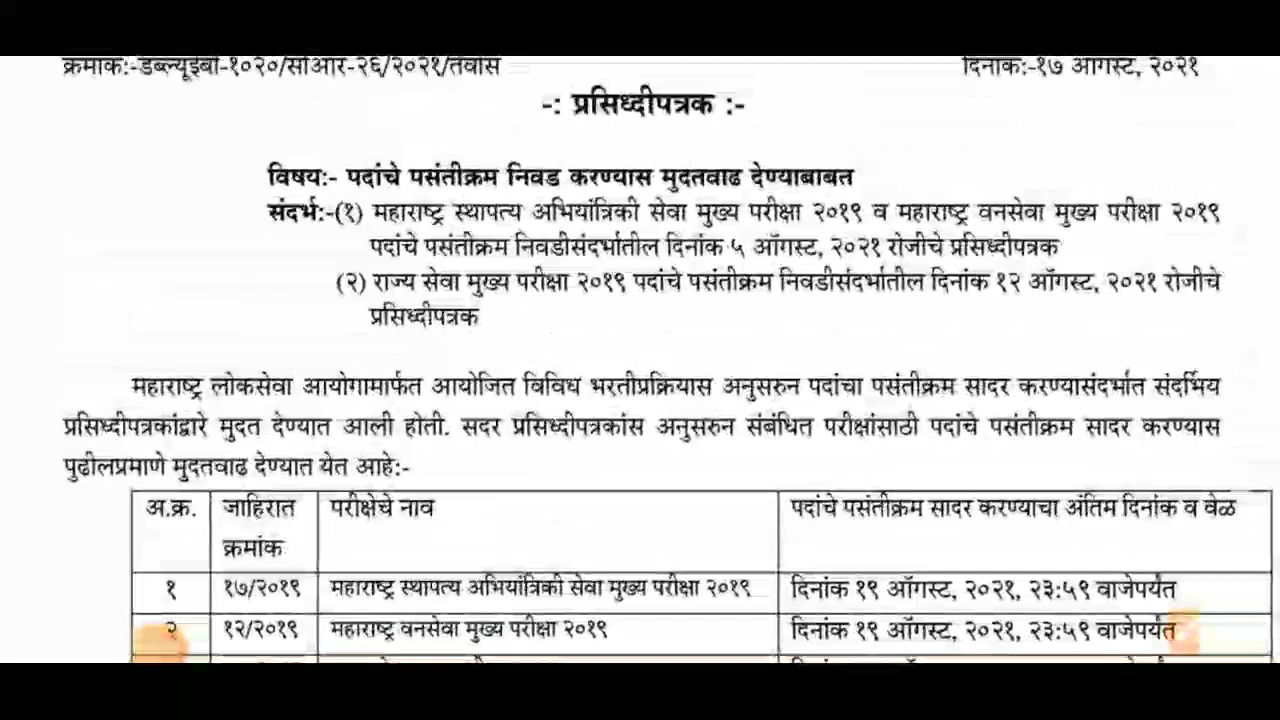 क्रमांक:-डब्ल्यूईबी-१०२०/सीआर-२६/२०२१/तवीस दिनांक:-१७ आगस्ट, २०२१
-: प्रसिध्दीपत्रक :-
विषय:- पदांचे पसंतीक्रम निवड करण्यास मुदतवाढ देण्याबाबत
संदर्भ:-(१) महाराष्ट्र स्थापत्य अभियांत्रिकी सेवा मुख्य परीक्षा २०१९ व महाराष्ट्र वनसेवा मुख्य परीक्षा २०१९
पदांचे पसंतीक्रम निवडीसंदर्भातील दिनांक ५ ऑगस्ट, २०२१ रोजीचे प्रसिध्दीपत्रक
(२) राज्य सेवा मुख्य परीक्षा २०१९ पदांचे पसंतीक्रम निवडीसंदर्भातील दिनांक १२ ऑगस्ट, २०२१ रोजीचे
प्रसिध्दीपत्रक
महाराष्ट्र लोकसेवा आयोगामार्फत आयोजित विविध भरतीप्रक्रियास अनुसरुन पदांचा पसंतीक्रम सादर करण्यासंदर्भात संदर्भिय
प्रसिध्दीपत्रकांद्वारे मुदत देण्यात आली होती. सदर प्रसिध्दीपत्रकांस अनुसरुन संबंधित परीक्षांसाठी पदांचे पसंतीक्रम सादर करण्यास
पुढीलप्रमाणे मुदतवाढ देण्यात येत आहे:-
अ.क्र. जाहिरात क्रमांक परीक्षेचे नाव पदांचे पसंतीक्रम सादर करण्याचा अंतिम दिनांक व वेळ
१ १७/२०१९ महाराष्ट्र स्थापत्य अभियांत्रिकी सेवा मुख्य परीक्षा २०१९ दिनांक १९ ऑगस्ट, २०२१, २३:५९ वाजेपर्यंत
२ १२/२०१९ महाराष्ट्र वनसेवा मुख्य परीक्षा २०१९ दिनांक १९ ऑगस्ट, २०२१, २३:५९ वाजेपर्यंत